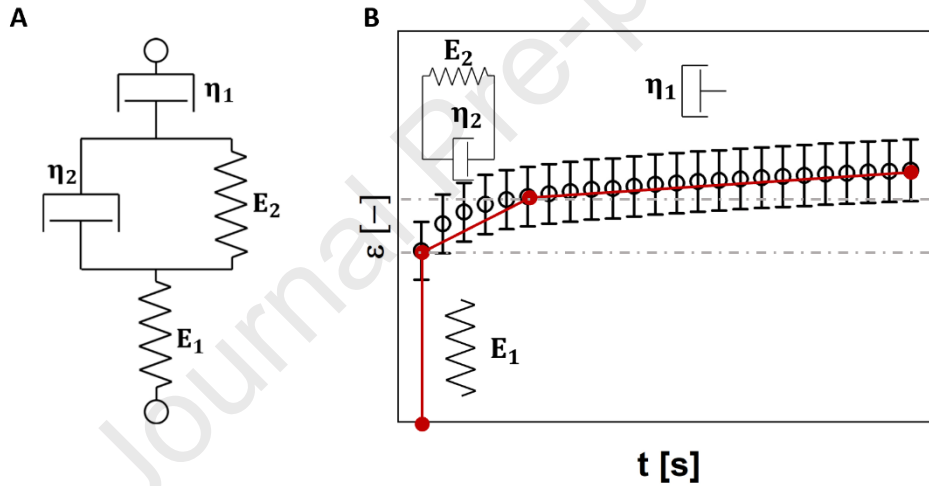 A
B
η₁
η₂
E₂
E₁
E₂
η₂
η₁
E₁
ε [-]
t [s]
Journal Pre-p